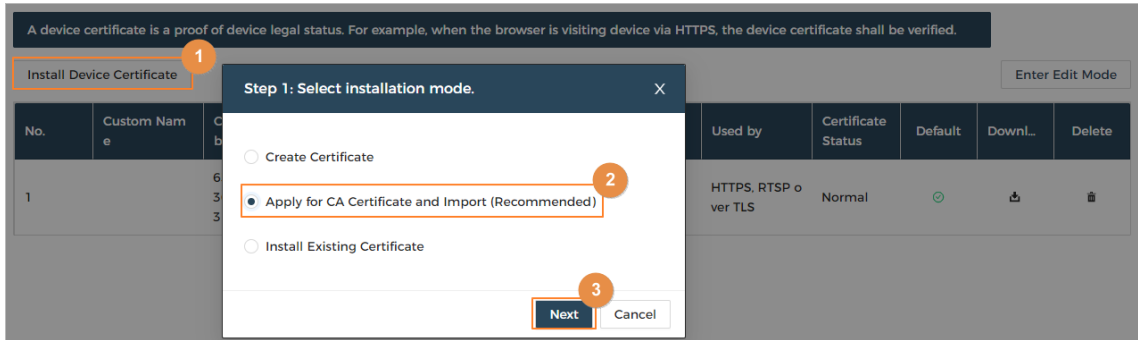 A device certificate is a proof of device legal status. For example, when the browser is visiting device via HTTPS, the device certificate shall be verified.
1
Install Device Certificate
Enter Edit Mode
Step 1: Select installation mode.
X
No.
Custom Nam
e
C
b
Used by
Certificate
Status
Default
Downl...
Delete
Create Certificate
2
1
6
3
3
Apply for CA Certificate and Import (Recommended)
HTTPS, RTSP o
ver TLS
Normal
Install Existing Certificate
3
Next
Cancel